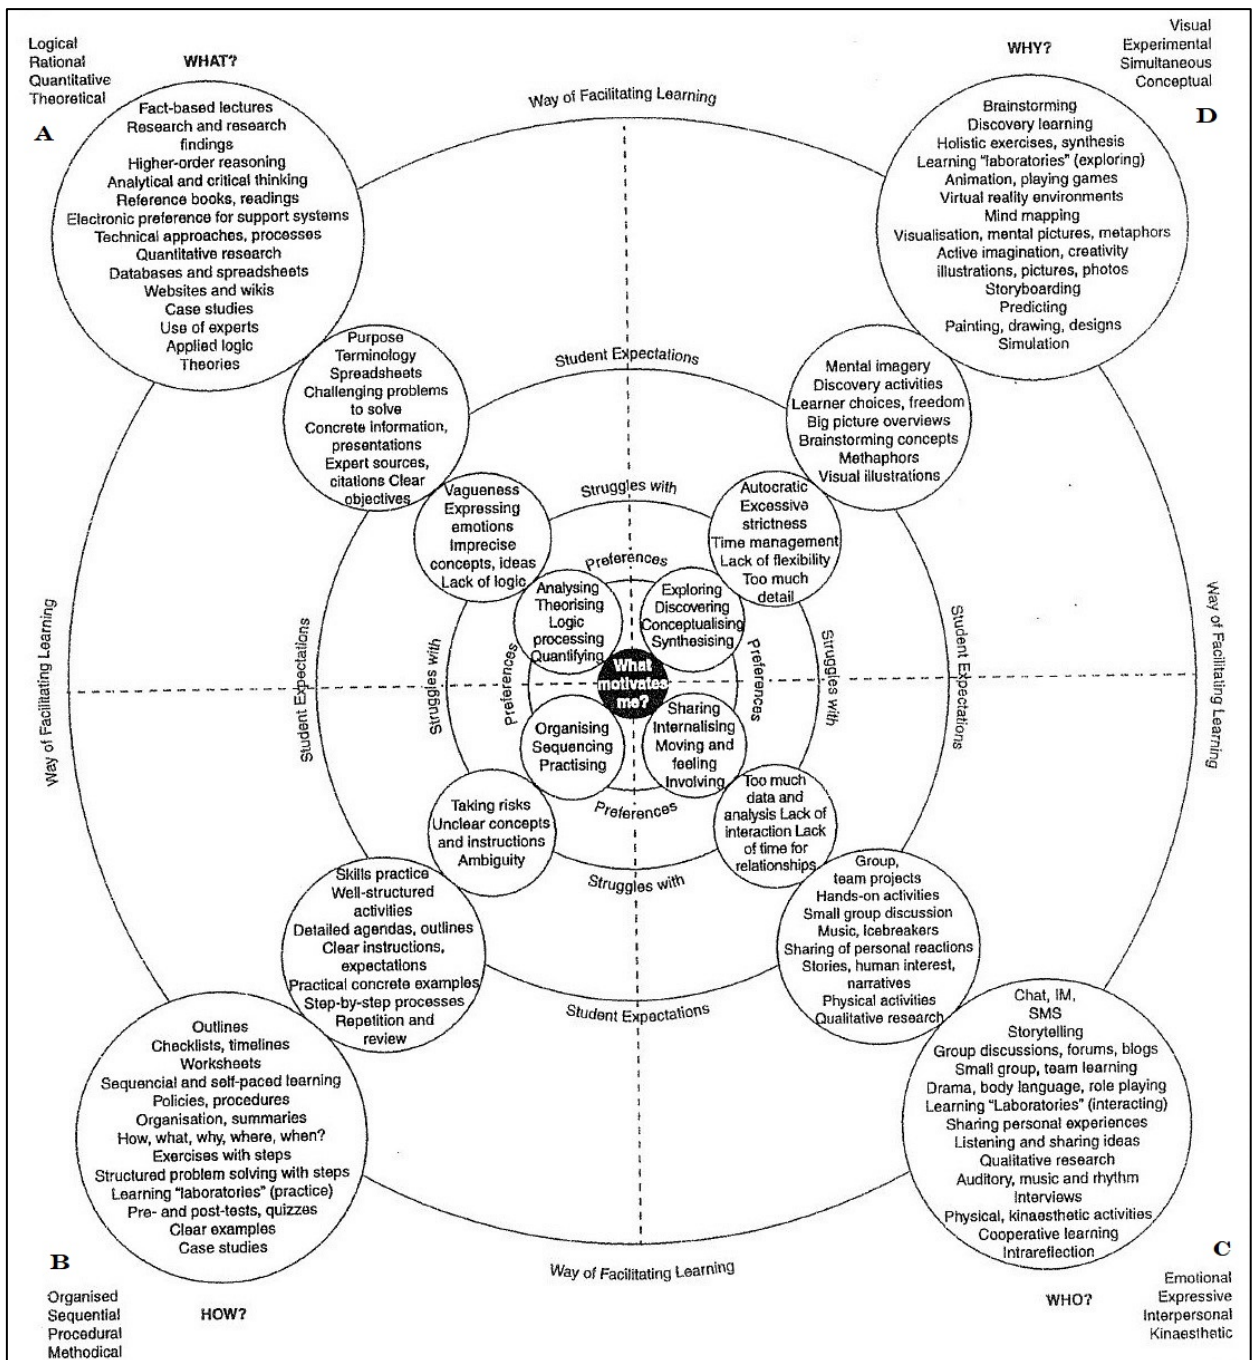 Logical
Rational
Quantitative
Theoretical
WHAT?
A
Fact-based lectures
Research and research
findings
Higher-order reasoning
Analytical and critical thinking
Reference books, readings
Electronic preference for support systems
Technical approaches, processes
Quantitative research
Databases and spreadsheets
Websites and wikis
Case studies
Use of experts
Applied logic
Theories
Way of Facilitating Learning
WHY?
Visual
Experimental
Simultaneous
Conceptual
D
Brainstorming
Discovery learning
Holistic exercises, synthesis
Learning "laboratories" (exploring)
Animation, playing games
Virtual reality environments
Mind mapping
Visualisation, mental pictures, metaphors
Active imagination, creativity
illustrations, pictures, photos
Storyboarding
Predicting
Painting, drawing, designs
Simulation
Purpose
Terminology
Spreadsheets
Challenging problems
to solve
Concrete information,
presentations
Expert sources,
citations Clear
objectives
Student Expectations
Mental imagery
Discovery activities
Learner choices, freedom
Big picture overviews
Brainstorming concepts
Methaphors
Visual illustrations
Vagueness
Expressing
emotions
Imprecise
concepts, ideas
Lack of logic
Struggles with
Autocratic
Excessive
strictness
Time management
Lack of flexibility
Too much
detail
Preferences
Analysing
Theorising
Logic
processing
Quantifying
Exploring
Discovering
Conceptualising
Synthesising
Way of Facilitating Learning
Student Expectations
Struggles with
Preferences
What
motivates
me?
Preferences
Struggles with
Student Expectations
Way of Facilitating Learning
Organising
Sequencing
Practising
Sharing
Internalising
Moving and
feeling
Involving
Preferences
Taking risks
Unclear concepts
and instructions
Ambiguity
Struggles with
Too much
data and
analysis Lack of
interaction Lack
of time for
relationships
Skills practice
Well-structured
activities
Detailed agendas, outlines
Clear instructions,
expectations
Practical concrete examples
Step-by-step processes
Repetition and
review
Student Expectations
Group,
team projects
Hands-on activities
Small group discussion
Music, icebreakers
Sharing of personal reactions
Stories, human interest,
narratives
Physical activities
Qualitative research
Outlines
Checklists, timelines
Worksheets
Sequencial and self-paced learning
Policies, procedures
Organisation, summaries
How, what, why, where, when?
Exercises with steps
Structured problem solving with steps
Learning "laboratories" (practice)
Pre- and post-tests, quizzes
Clear examples
Case studies
B
Organised
Sequential
Procedural
Methodical
HOW?
Way of Facilitating Learning
Chat, IM,
SMS
Storytelling
Group discussions, forums, blogs
Small group, team learning
Drama, body language, role playing
Learning "Laboratories" (interacting)
Sharing personal experiences
Listening and sharing ideas
Qualitative research
Auditory, music and rhythm
Interviews
Physical, kinaesthetic activities
Cooperative learning
Intrareflection
C
WHO?
Emotional
Expressive
Interpersonal
Kinaesthetic